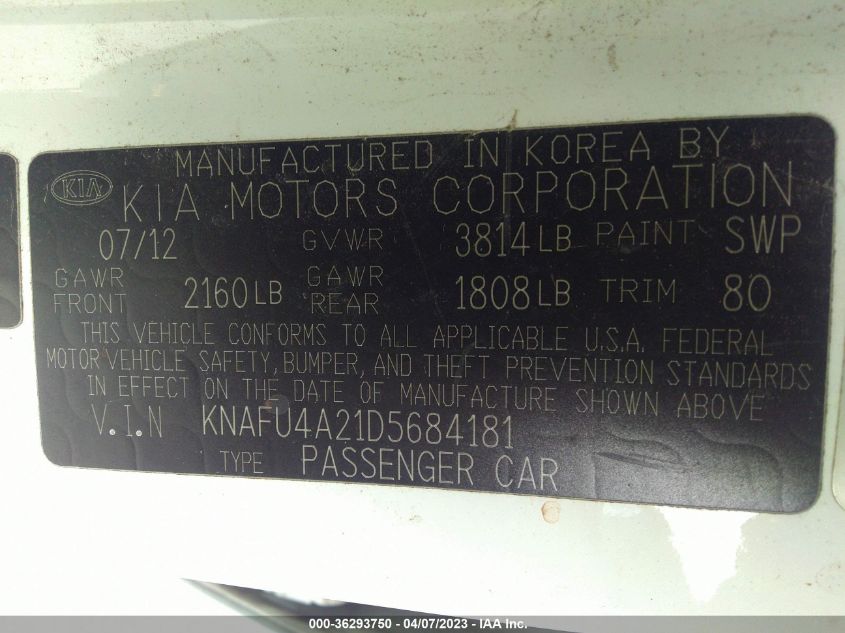 MANUFACTURED IN KOREA BY
KIA KIA MOTORS CORPORATION
07/12 GVWR 3814 LB PAINT SWP
GAWR FRONT 2160 LB GAWR REAR 1808 LB TRIM 80
THIS VEHICLE CONFORMS TO ALL APPLICABLE U.S.A. FEDERAL
MOTOR VEHICLE SAFETY, BUMPER, AND THEFT PREVENTION STANDARDS
IN EFFECT ON THE DATE OF MANUFACTURE SHOWN ABOVE
V.I.N KNAFU4A21D5684181
TYPE PASSENGER CAR
000-36293750 - 04/07/2023 - IAA Inc.